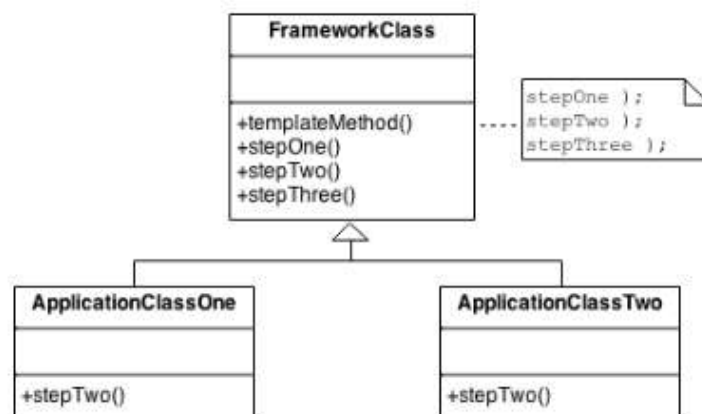 FrameworkClass
+templateMethod()
+stepOne()
+stepTwo()
+stepThree()
stepOne );
stepTwo );
stepThree );
ApplicationClassOne
+stepTwo()
ApplicationClassTwo
+stepTwo()